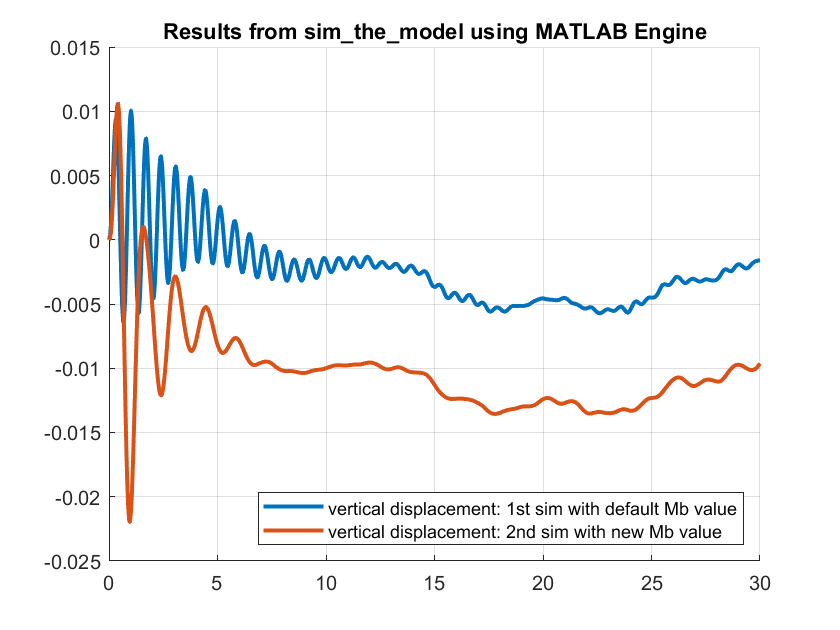 Results from sim_the_model using MATLAB Engine
0.015
0.01
0.005
0
-0.005
-0.01
-0.015
-0.02
-0.025
vertical displacement: 1st sim with default Mb value
vertical displacement: 2nd sim with new Mb value
0 5 10 15 20 25 30